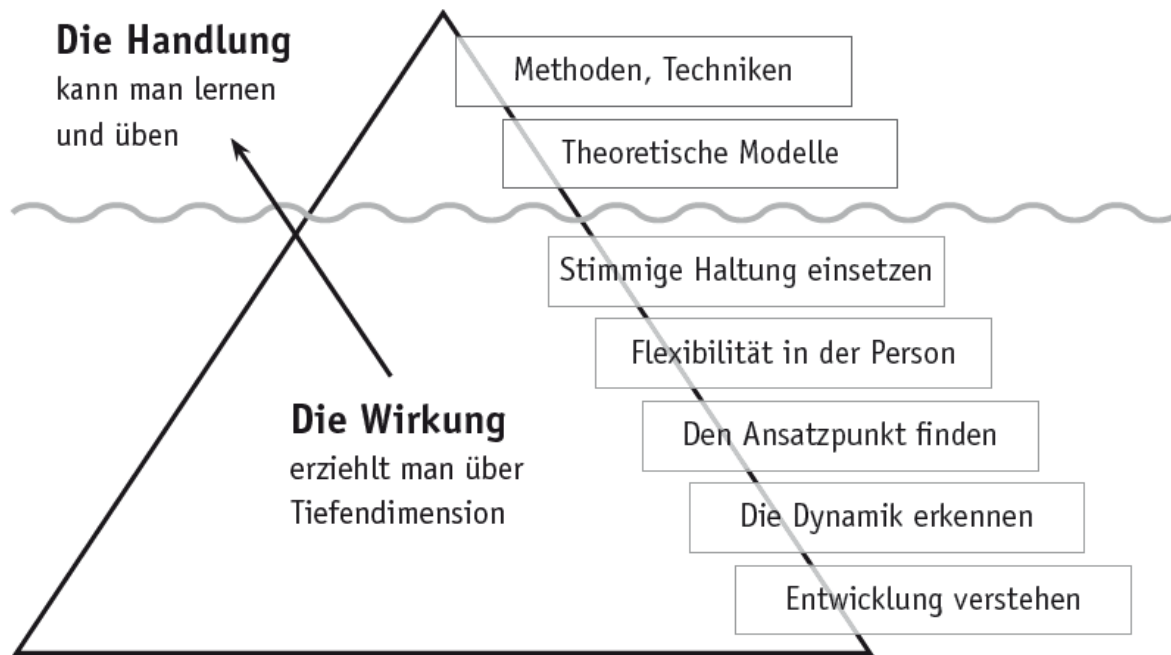 Die Handlung
kann man lernen
und üben
Methoden, Techniken
Theoretische Modelle
Stimmige Haltung einsetzen
Flexibilität in der Person
Den Ansatzpunkt finden
Die Dynamik erkennen
Entwicklung verstehen
Die Wirkung
erziehlt man über
Tiefendimension